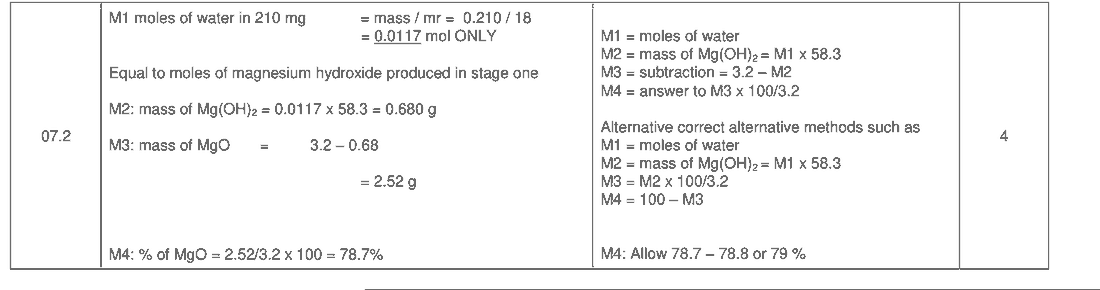 07.2
M1 moles of water in 210 mg = mass / mr = 0.210 / 18
= 0.0117 mol ONLY
Equal to moles of magnesium hydroxide produced in stage one
M2: mass of Mg(OH)₂ = 0.0117 x 58.3 = 0.680 g
M3: mass of MgO = 3.2 – 0.68
= 2.52 g
M4: % of MgO = 2.52/3.2 x 100 = 78.7%
M1 = moles of water
M2 = mass of Mg(OH)₂ = M1 x 58.3
M3 = subtraction = 3.2 – M2
M4 = answer to M3 x 100/3.2
Alternative correct alternative methods such as
M1 = moles of water
M2 = mass of Mg(OH)₂ = M1 x 58.3
M3 = M2 x 100/3.2
M4 = 100 – M3
M4: Allow 78.7 – 78.8 or 79 %
4